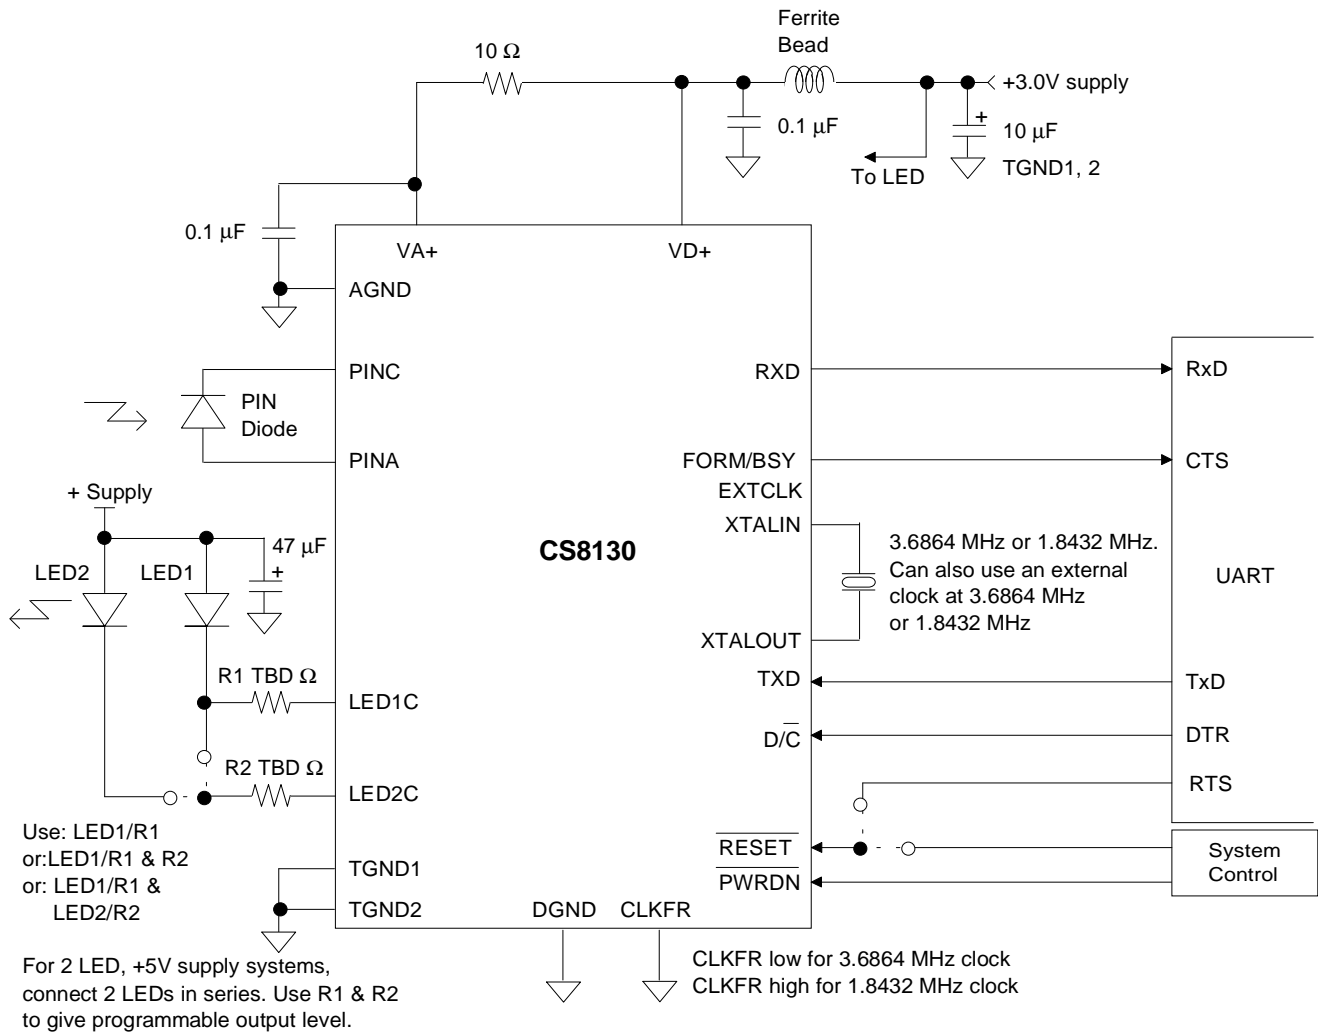 Ferrite
Bead
10 Ω
+3.0V supply
+
0.1 µF
10 µF
To LED
TGND1, 2
0.1 µF
VA+
VD+
AGND
PINC
RXD
RxD
PIN
Diode
PINA
FORM/BSY
CTS
EXTCLK
+ Supply
XTALIN
CS8130
47 µF
+
LED2
LED1
3.6864 MHz or 1.8432 MHz.
Can also use an external
clock at 3.6864 MHz
or 1.8432 MHz
UART
XTALOUT
R1 TBD Ω
TXD
TxD
LED1C
D/C̅
DTR
R2 TBD Ω
LED2C
RTS
Use: LED1/R1
or:LED1/R1 & R2
or: LED1/R1 &
LED2/R2
R̅E̅S̅E̅T̅
P̅W̅R̅D̅N̅
System
Control
TGND1
TGND2
DGND
CLKFR
CLKFR low for 3.6864 MHz clock
CLKFR high for 1.8432 MHz clock
For 2 LED, +5V supply systems,
connect 2 LEDs in series. Use R1 & R2
to give programmable output level.